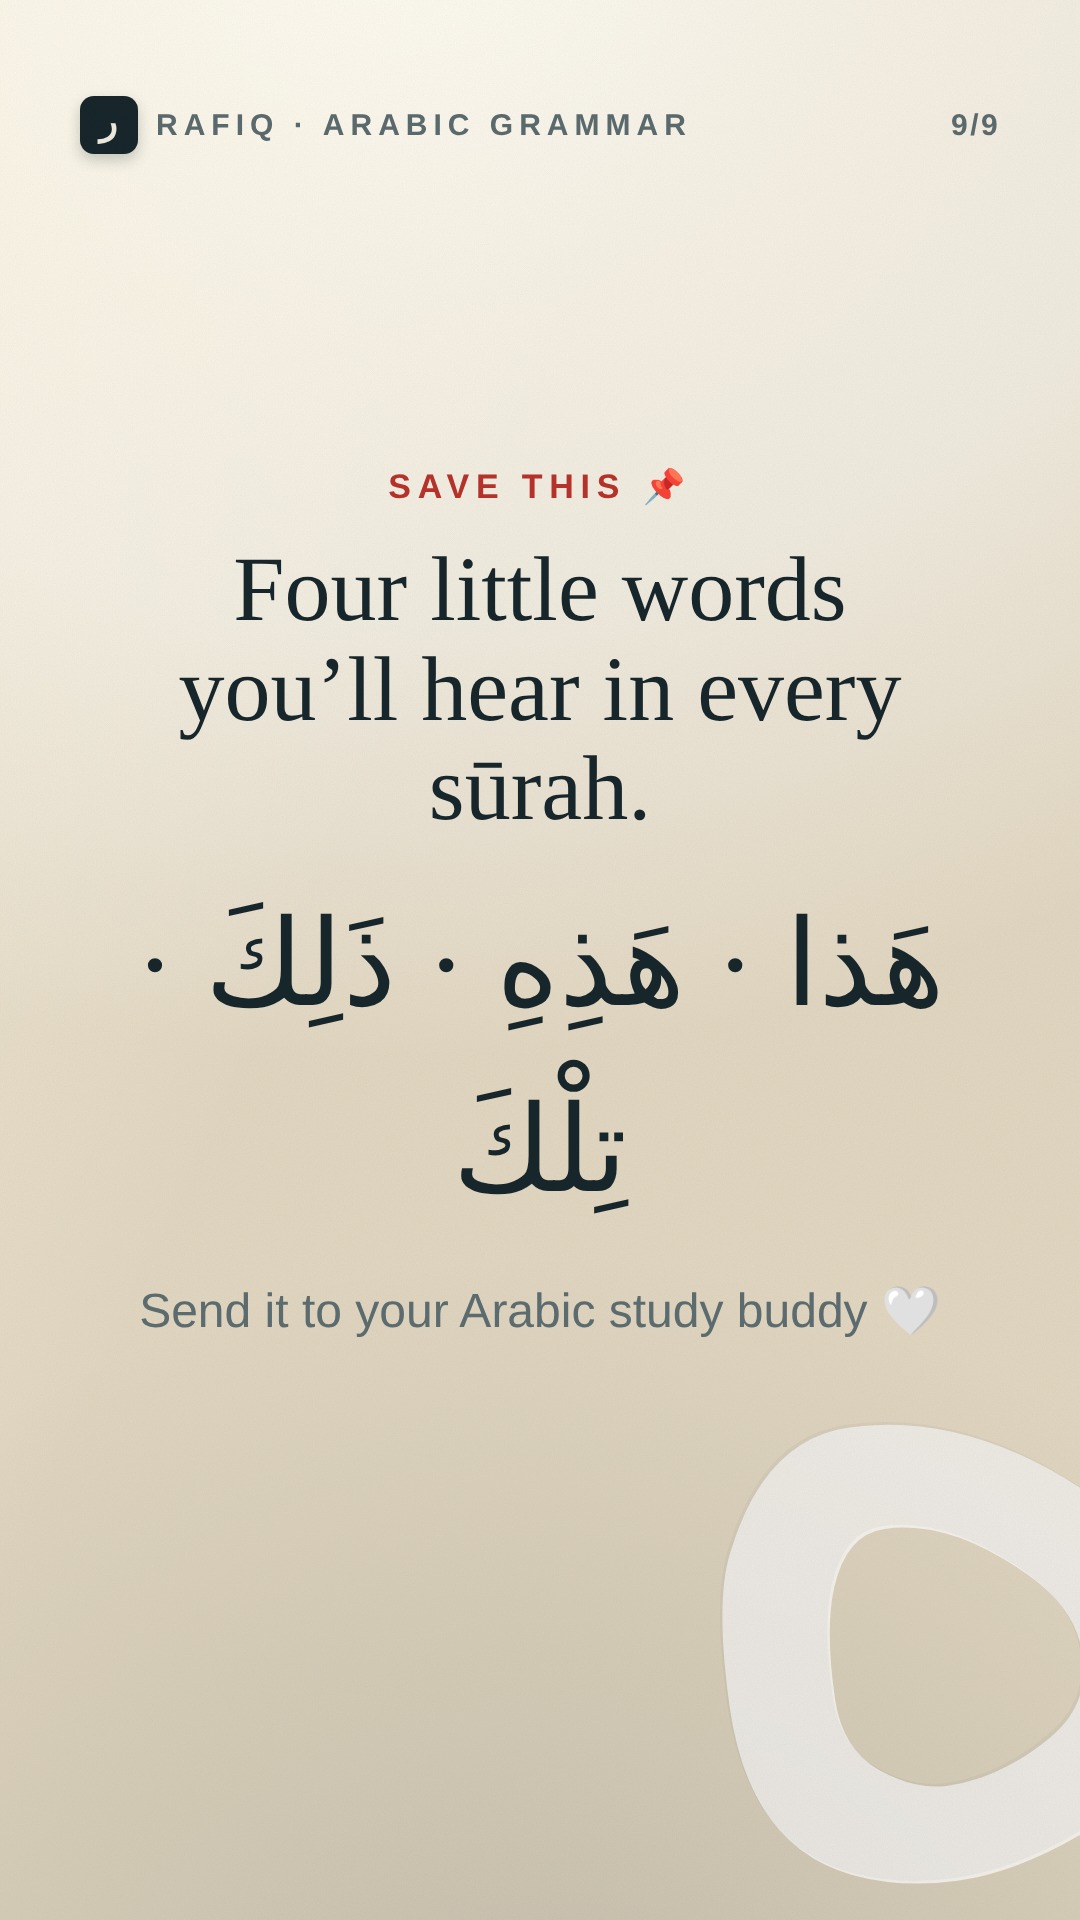 ر RAFIQ · ARABIC GRAMMAR 9/9
SAVE THIS 📌
Four little words
you’ll hear in every
sūrah.
هَذا · هَذِهِ · ذَلِكَ ·
تِلْكَ
Send it to your Arabic study buddy 🤍